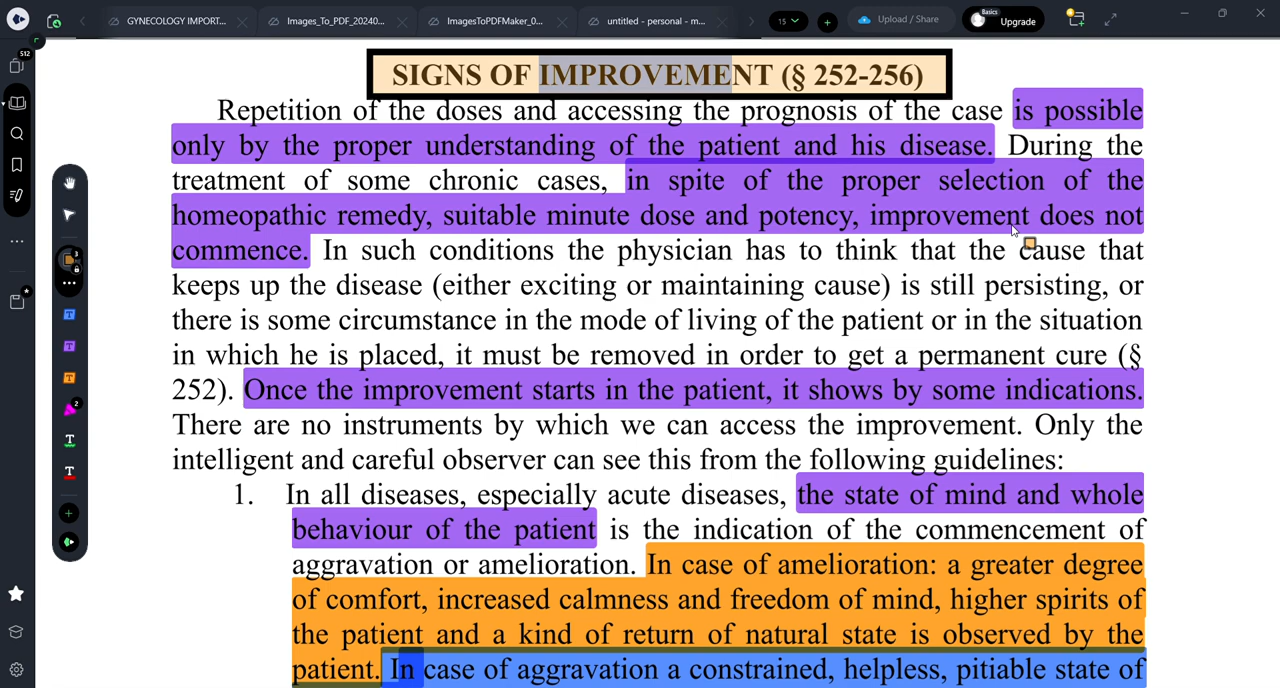 GYNECOLOGY IMPORT...
Images_To_PDF_20240...
ImagesToPDFMaker_0...
untitled - personal - m...
15
Upload / Share
Basics
Upgrade
512
SIGNS OF IMPROVEMENT (§ 252-256)
Repetition of the doses and accessing the prognosis of the case is possible
only by the proper understanding of the patient and his disease. During the
treatment of some chronic cases, in spite of the proper selection of the
homeopathic remedy, suitable minute dose and potency, improvement does not
commence. In such conditions the physician has to think that the cause that
keeps up the disease (either exciting or maintaining cause) is still persisting, or
there is some circumstance in the mode of living of the patient or in the situation
in which he is placed, it must be removed in order to get a permanent cure (§
252). Once the improvement starts in the patient, it shows by some indications.
There are no instruments by which we can access the improvement. Only the
intelligent and careful observer can see this from the following guidelines:
1. In all diseases, especially acute diseases, the state of mind and whole
behaviour of the patient is the indication of the commencement of
aggravation or amelioration. In case of amelioration: a greater degree
of comfort, increased calmness and freedom of mind, higher spirits of
the patient and a kind of return of natural state is observed by the
patient. In case of aggravation a constrained, helpless, pitiable state of
3
T
T
T
2
T
T